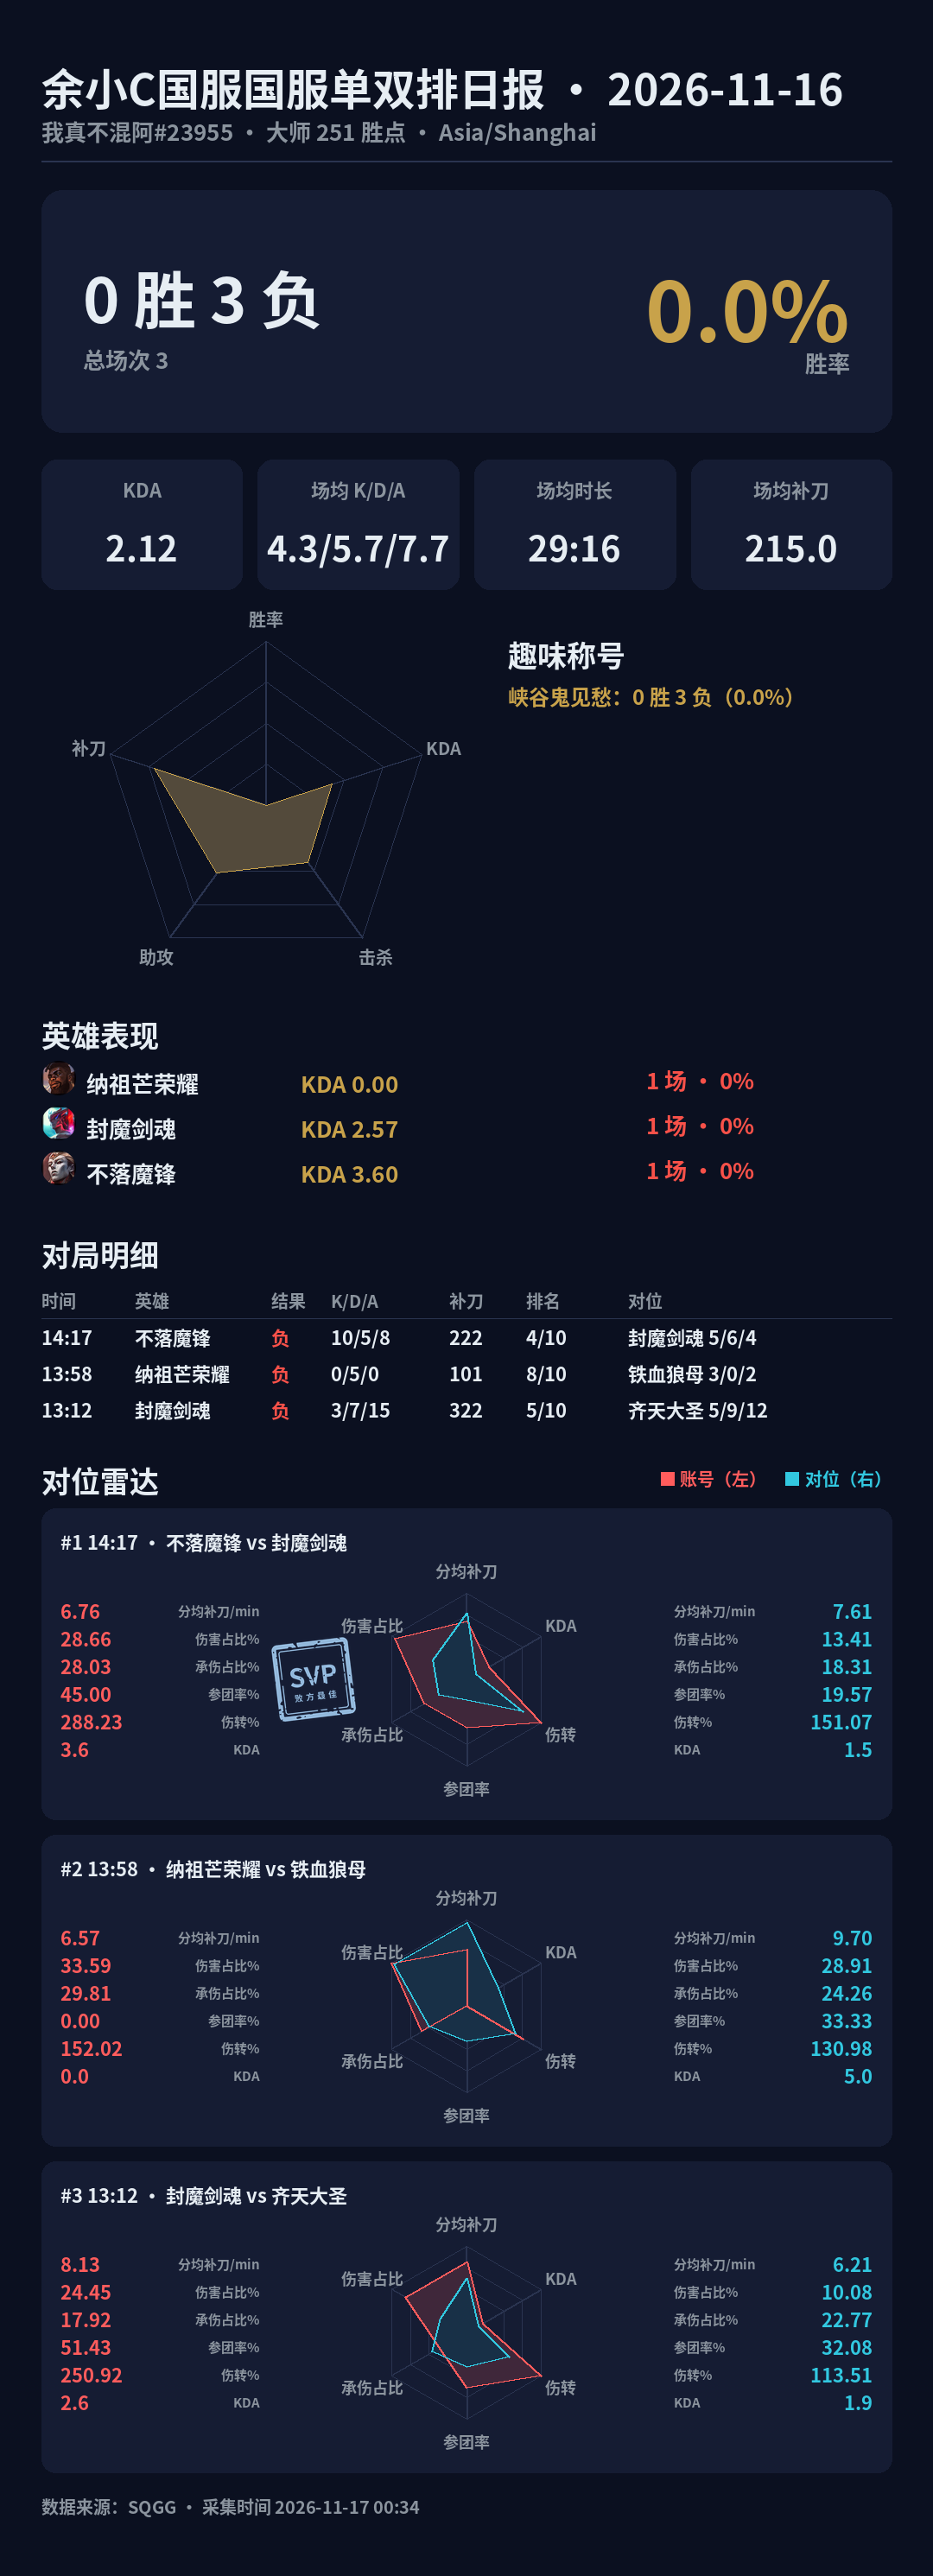 余小C国服国服单双排日报 • 2026-11-16
我真不混阿#23955 • 大师 251 胜点 • Asia/Shanghai
0 胜 3 负
总场次 3
0.0%
胜率
KDA
2.12
场均 K/D/A
4.3/5.7/7.7
场均时长
29:16
场均补刀
215.0
胜率
补刀
KDA
助攻
击杀
趣味称号
峡谷鬼见愁：0 胜 3 负（0.0%）
英雄表现
纳祖芒荣耀 KDA 0.00 1 场 • 0%
封魔剑魂 KDA 2.57 1 场 • 0%
不落魔锋 KDA 3.60 1 场 • 0%
对局明细
时间 英雄 结果 K/D/A 补刀 排名 对位
14:17 不落魔锋 负 10/5/8 222 4/10 封魔剑魂 5/6/4
13:58 纳祖芒荣耀 负 0/5/0 101 8/10 铁血狼母 3/0/2
13:12 封魔剑魂 负 3/7/15 322 5/10 齐天大圣 5/9/12
对位雷达
账号（左） 对位（右）
#1 14:17 • 不落魔锋 vs 封魔剑魂
6.76 分均补刀/min
28.66 伤害占比%
28.03 承伤占比%
45.00 参团率%
288.23 伤转%
3.6 KDA
SVP
败方最佳
分均补刀
伤害占比
KDA
承伤占比
伤转
参团率
分均补刀/min 7.61
伤害占比% 13.41
承伤占比% 18.31
参团率% 19.57
伤转% 151.07
KDA 1.5
#2 13:58 • 纳祖芒荣耀 vs 铁血狼母
6.57 分均补刀/min
33.59 伤害占比%
29.81 承伤占比%
0.00 参团率%
152.02 伤转%
0.0 KDA
分均补刀
伤害占比
KDA
承伤占比
伤转
参团率
分均补刀/min 9.70
伤害占比% 28.91
承伤占比% 24.26
参团率% 33.33
伤转% 130.98
KDA 5.0
#3 13:12 • 封魔剑魂 vs 齐天大圣
8.13 分均补刀/min
24.45 伤害占比%
17.92 承伤占比%
51.43 参团率%
250.92 伤转%
2.6 KDA
分均补刀
伤害占比
KDA
承伤占比
伤转
参团率
分均补刀/min 6.21
伤害占比% 10.08
承伤占比% 22.77
参团率% 32.08
伤转% 113.51
KDA 1.9
数据来源：SQGG • 采集时间 2026-11-17 00:34